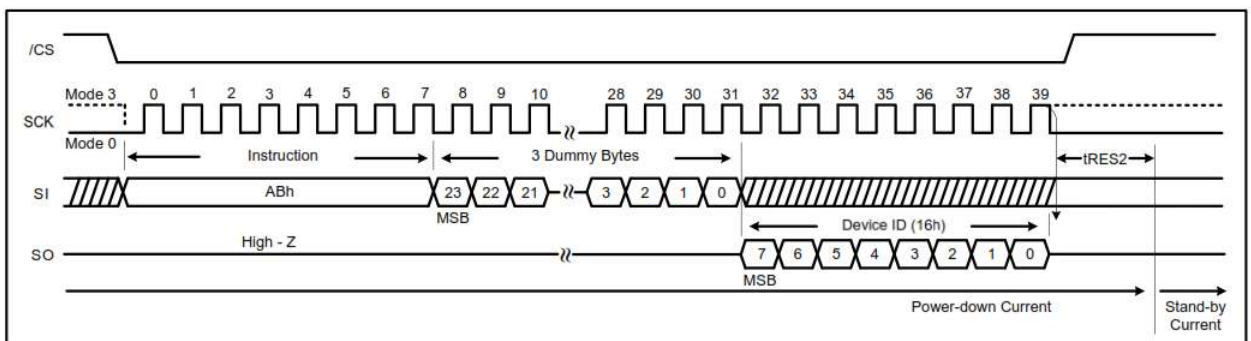 /CS
Mode 3 0 1 2 3 4 5 6 7 8 9 10 28 29 30 31 32 33 34 35 36 37 38 39
SCK
Mode 0
Instruction 3 Dummy Bytes tRES2
SI ABh 23 22 21 3 2 1 0
MSB
Device ID (16h)
High - Z
SO 7 6 5 4 3 2 1 0
MSB
Power-down Current Stand-by
Current